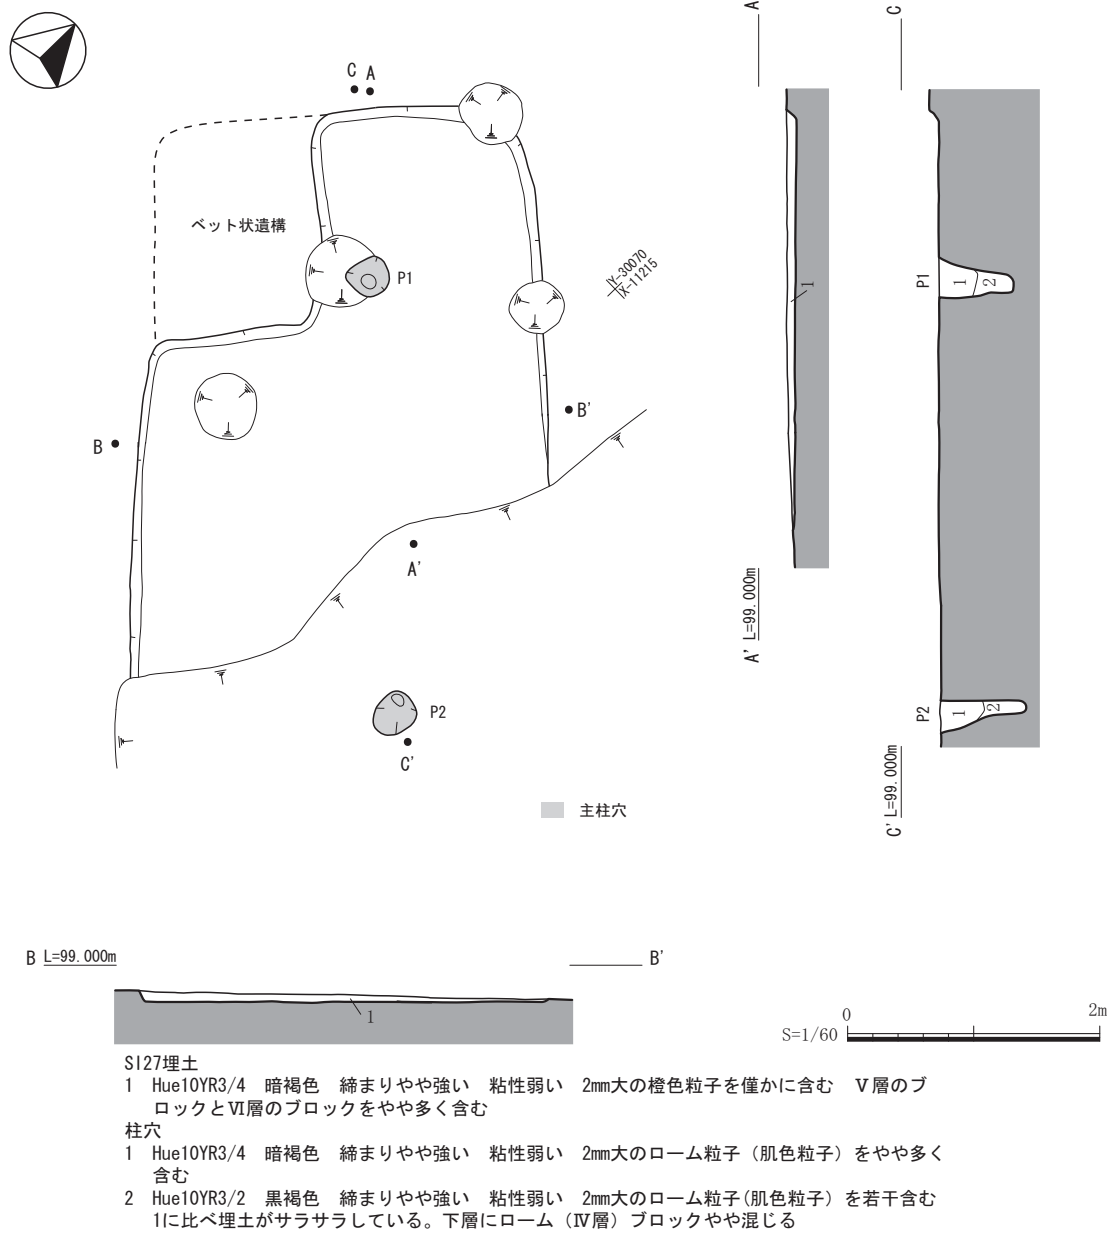 C A
ベット状遺構
P1
Y-30070
X-11215
B
B'
A'
P2
C'
主柱穴
A
1
A' L=99.000m
C
P1
1
2
P2
1
2
C' L=99.000m
B L=99.000m
B'
1
0
2m
S=1/60
SI27埋土
1 Hue10YR3/4 暗褐色 締まりやや強い 粘性弱い 2mm大の橙色粒子を僅かに含む Ⅴ層のブ
ロックとⅥ層のブロックをやや多く含む
柱穴
1 Hue10YR3/4 暗褐色 締まりやや強い 粘性弱い 2mm大のローム粒子（肌色粒子）をやや多く
含む
2 Hue10YR3/2 黒褐色 締まりやや強い 粘性弱い 2mm大のローム粒子(肌色粒子）を若干含む
1に比べ埋土がサラサラしている。下層にローム（Ⅳ層）ブロックやや混じる